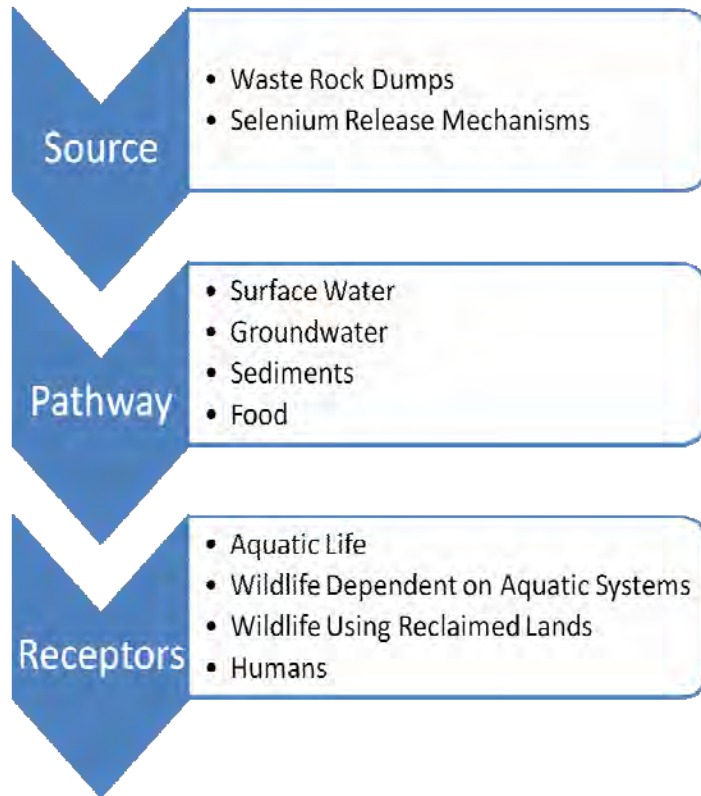 Source
• Waste Rock Dumps
• Selenium Release Mechanisms
Pathway
• Surface Water
• Groundwater
• Sediments
• Food
Receptors
• Aquatic Life
• Wildlife Dependent on Aquatic Systems
• Wildlife Using Reclaimed Lands
• Humans